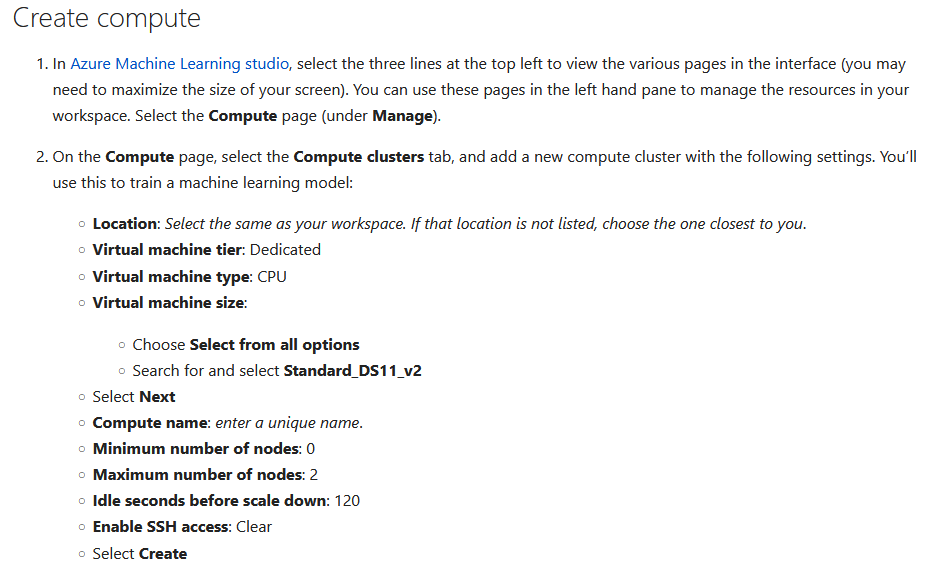 Create compute
1. In Azure Machine Learning studio, select the three lines at the top left to view the various pages in the interface (you may
need to maximize the size of your screen). You can use these pages in the left hand pane to manage the resources in your
workspace. Select the Compute page (under Manage).
2. On the Compute page, select the Compute clusters tab, and add a new compute cluster with the following settings. You'll
use this to train a machine learning model:
○ Location: Select the same as your workspace. If that location is not listed, choose the one closest to you.
○ Virtual machine tier: Dedicated
○ Virtual machine type: CPU
○ Virtual machine size:
○ Choose Select from all options
○ Search for and select Standard_DS11_v2
○ Select Next
○ Compute name: enter a unique name.
○ Minimum number of nodes: 0
○ Maximum number of nodes: 2
○ Idle seconds before scale down: 120
○ Enable SSH access: Clear
○ Select Create